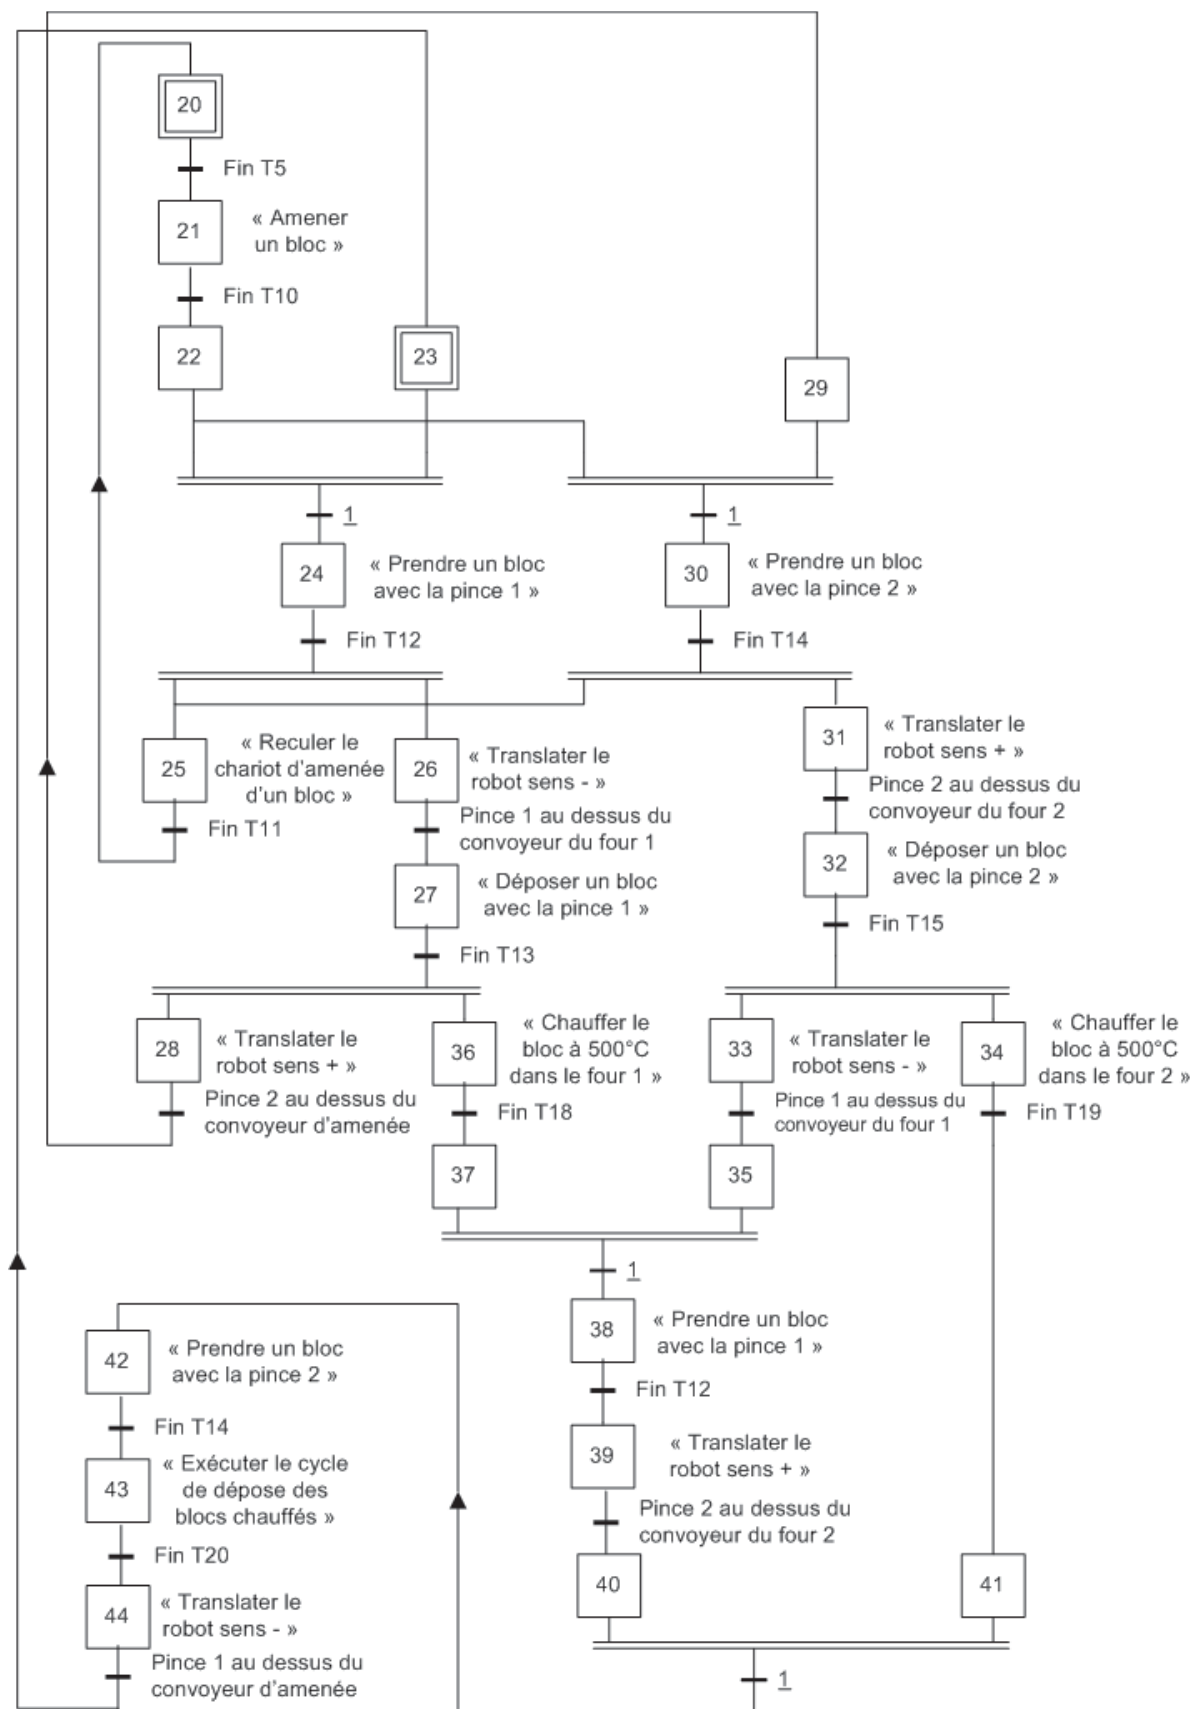 20
Fin T5
21
« Amener
un bloc »
Fin T10
22
23
29
1
1
24
« Prendre un bloc
avec la pince 1 »
30
« Prendre un bloc
avec la pince 2 »
Fin T12
Fin T14
25
« Reculer le
chariot d'amenée
d'un bloc »
Fin T11
26
« Translater le
robot sens - »
Pince 1 au dessus du
convoyeur du four 1
27
« Déposer un bloc
avec la pince 1 »
Fin T13
31
« Translater le
robot sens + »
Pince 2 au dessus du
convoyeur du four 2
32
« Déposer un bloc
avec la pince 2 »
Fin T15
28
« Translater le
robot sens + »
Pince 2 au dessus du
convoyeur d'amenée
36
« Chauffer le
bloc à 500°C
dans le four 1 »
Fin T18
37
33
« Translater le
robot sens - »
Pince 1 au dessus du
convoyeur du four 1
35
34
« Chauffer le
bloc à 500°C
dans le four 2 »
Fin T19
1
38
« Prendre un bloc
avec la pince 1 »
Fin T12
39
« Translater le
robot sens + »
Pince 2 au dessus du
convoyeur du four 2
40
41
1
42
« Prendre un bloc
avec la pince 2 »
Fin T14
43
« Exécuter le cycle
de dépose des
blocs chauffés »
Fin T20
44
« Translater le
robot sens - »
Pince 1 au dessus du
convoyeur d'amenée